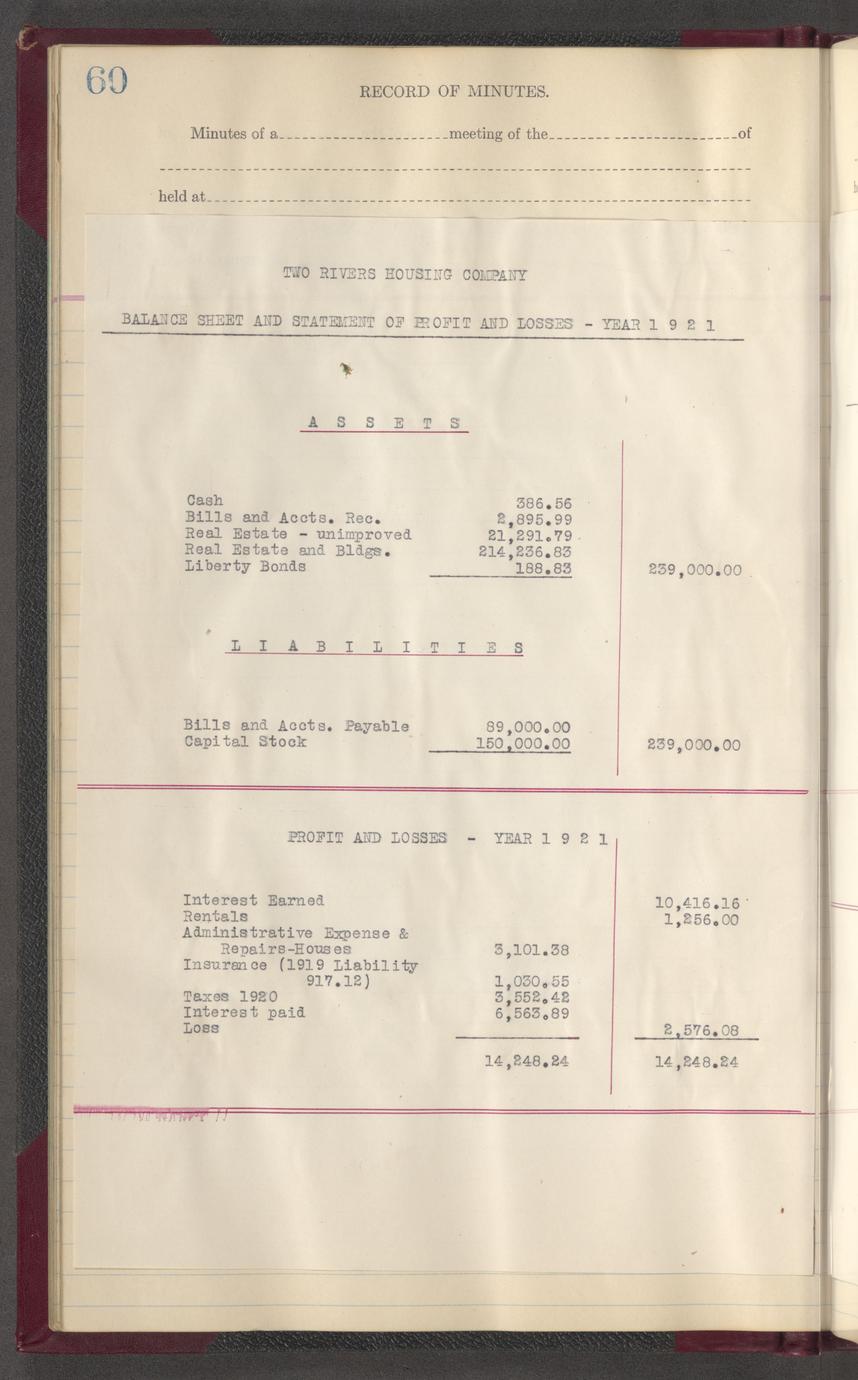 60
RECORD OF MINUTES.
Minutes of a meeting of the of
held at
TWO RIVERS HOUSING COMPANY
BALANCE SHEET AND STATEMENT OF PROFIT AND LOSSES - YEAR 1 9 2 1
A S S E T S
Cash 386.56
Bills and Accts. Rec. 2,895.99
Real Estate - unimproved 21,291.79
Real Estate and Bldgs. 214,236.83
Liberty Bonds 188.83 239,000.00
L I A B I L I T I E S
Bills and Accts. Payable 89,000.00
Capital Stock 150,000.00 239,000.00
PROFIT AND LOSSES - YEAR 1 9 2 1
Interest Earned 10,416.16
Rentals 1,256.00
Administrative Expense &
Repairs-Houses 3,101.38
Insurance (1919 Liability
917.12) 1,030.55
Taxes 1920 3,552.42
Interest paid 6,563.89
Loss 2,576.08
14,248.24 14,248.24